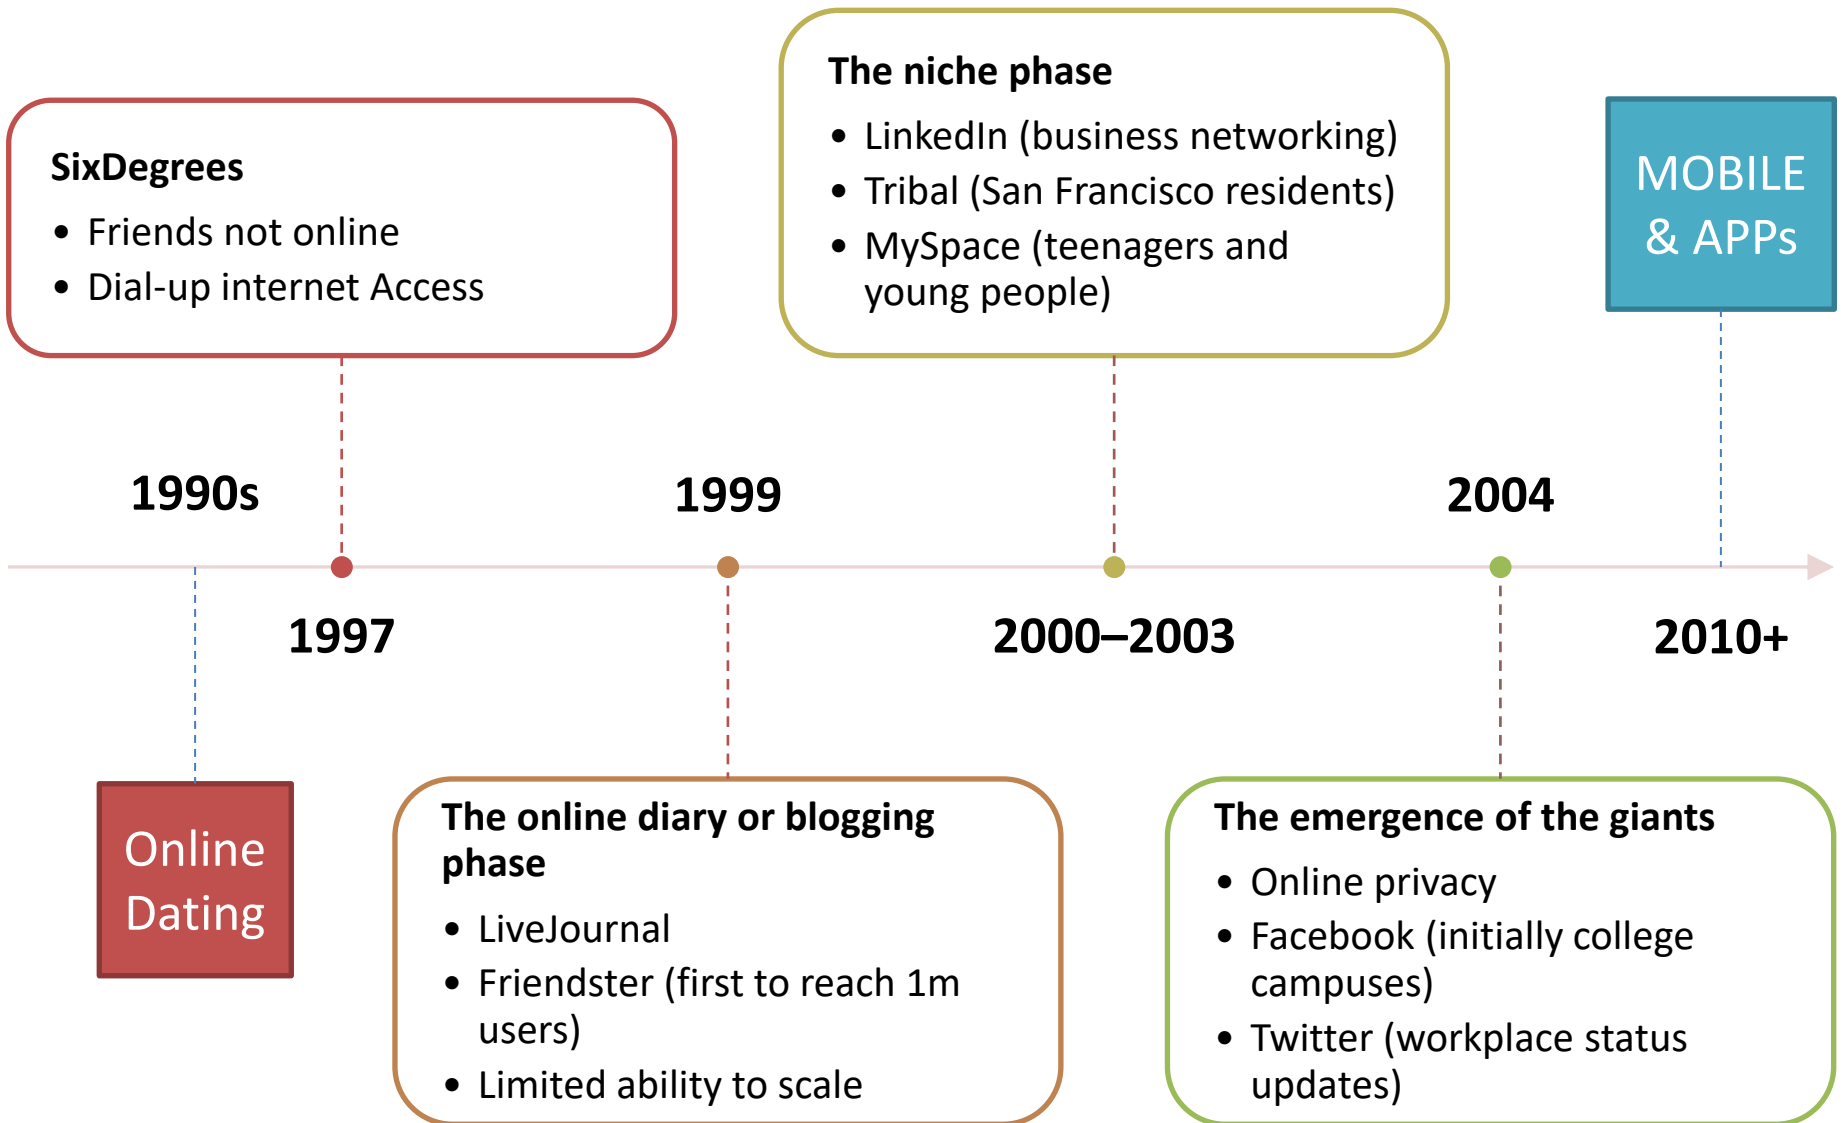 SixDegrees
• Friends not online
• Dial-up internet Access
The niche phase
• LinkedIn (business networking)
• Tribal (San Francisco residents)
• MySpace (teenagers and
young people)
MOBILE
& APPs
1990s
1999
2004
1997
2000–2003
2010+
Online
Dating
The online diary or blogging
phase
• LiveJournal
• Friendster (first to reach 1m
users)
• Limited ability to scale
The emergence of the giants
• Online privacy
• Facebook (initially college
campuses)
• Twitter (workplace status
updates)